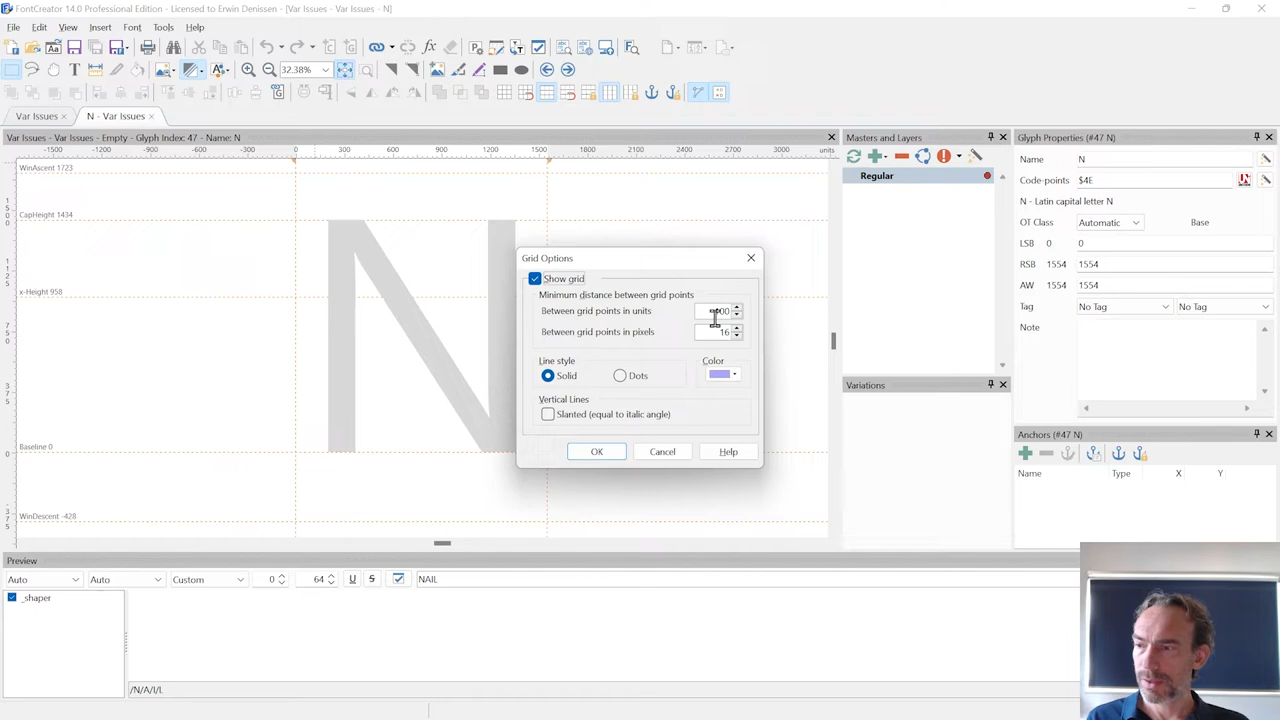 FontCreator 14.0 Professional Edition - Licensed to Erwin Denissen - [Var Issues - Var Issues - N]
File Edit View Insert Font Tools Help
32.38%
Var Issues N - Var Issues
Var Issues - Var Issues - Empty - Glyph Index: 47 - Name: N
-1500 -1200 -900 -600 -300 0 300 600 900 1200 1500 1800 2100 2400 2700 3000 units
WinAscent 1723
CapHeight 1434
x-Height 958
Baseline 0
WinDescent -428
1500
1125
750
375
0
375
Grid Options
Show grid
Minimum distance between grid points
Between grid points in units
Between grid points in pixels 16
Line style
Solid Dots
Color
Vertical Lines
Slanted (equal to italic angle)
OK Cancel Help
Masters and Layers
Regular
Variations
Glyph Properties (#47 N)
Name N
Code-points $4E
N - Latin capital letter N
OT Class Automatic Base
LSB 0 0
RSB 1554 1554
AW 1554 1554
Tag No Tag No Tag
Note
Anchors (#47 N)
Name Type X Y
Preview
Auto Auto Custom 0 64 U S NAIL
_shaper
/N/A/I/L